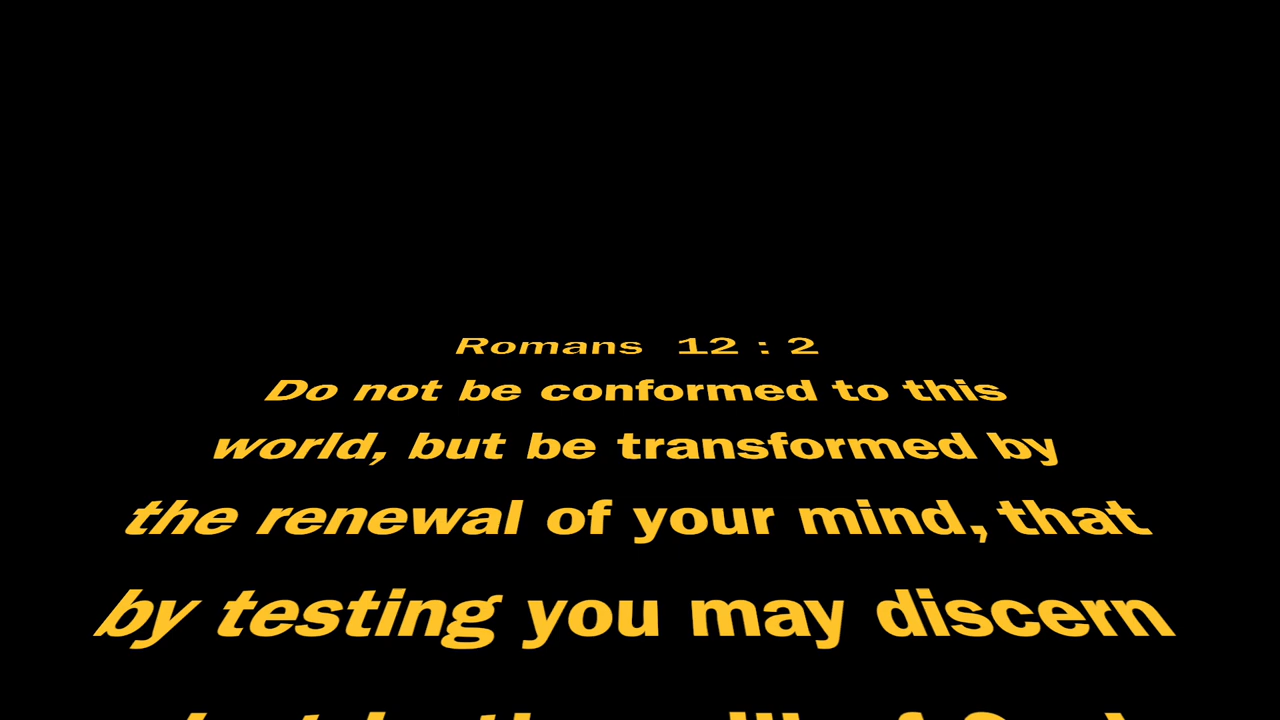 Romans 12 : 2
Do not be conformed to this
world, but be transformed by
the renewal of your mind, that
by testing you may discern